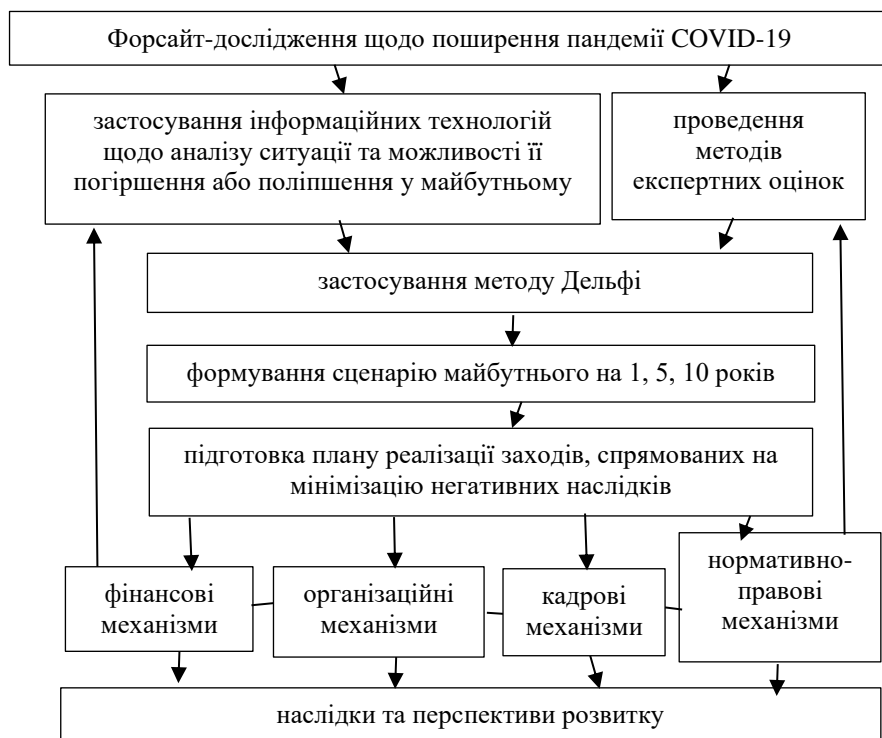 Форсайт-дослідження щодо поширення пандемії COVID-19
застосування інформаційних технологій
щодо аналізу ситуації та можливості її
погіршення або поліпшення у майбутньому
проведення
методів
експертних оцінок
застосування методу Дельфі
формування сценарію майбутнього на 1, 5, 10 років
підготовка плану реалізації заходів, спрямованих на
мінімізацію негативних наслідків
фінансові
механізми
організаційні
механізми
кадрові
механізми
нормативно-
правові
механізми
наслідки та перспективи розвитку